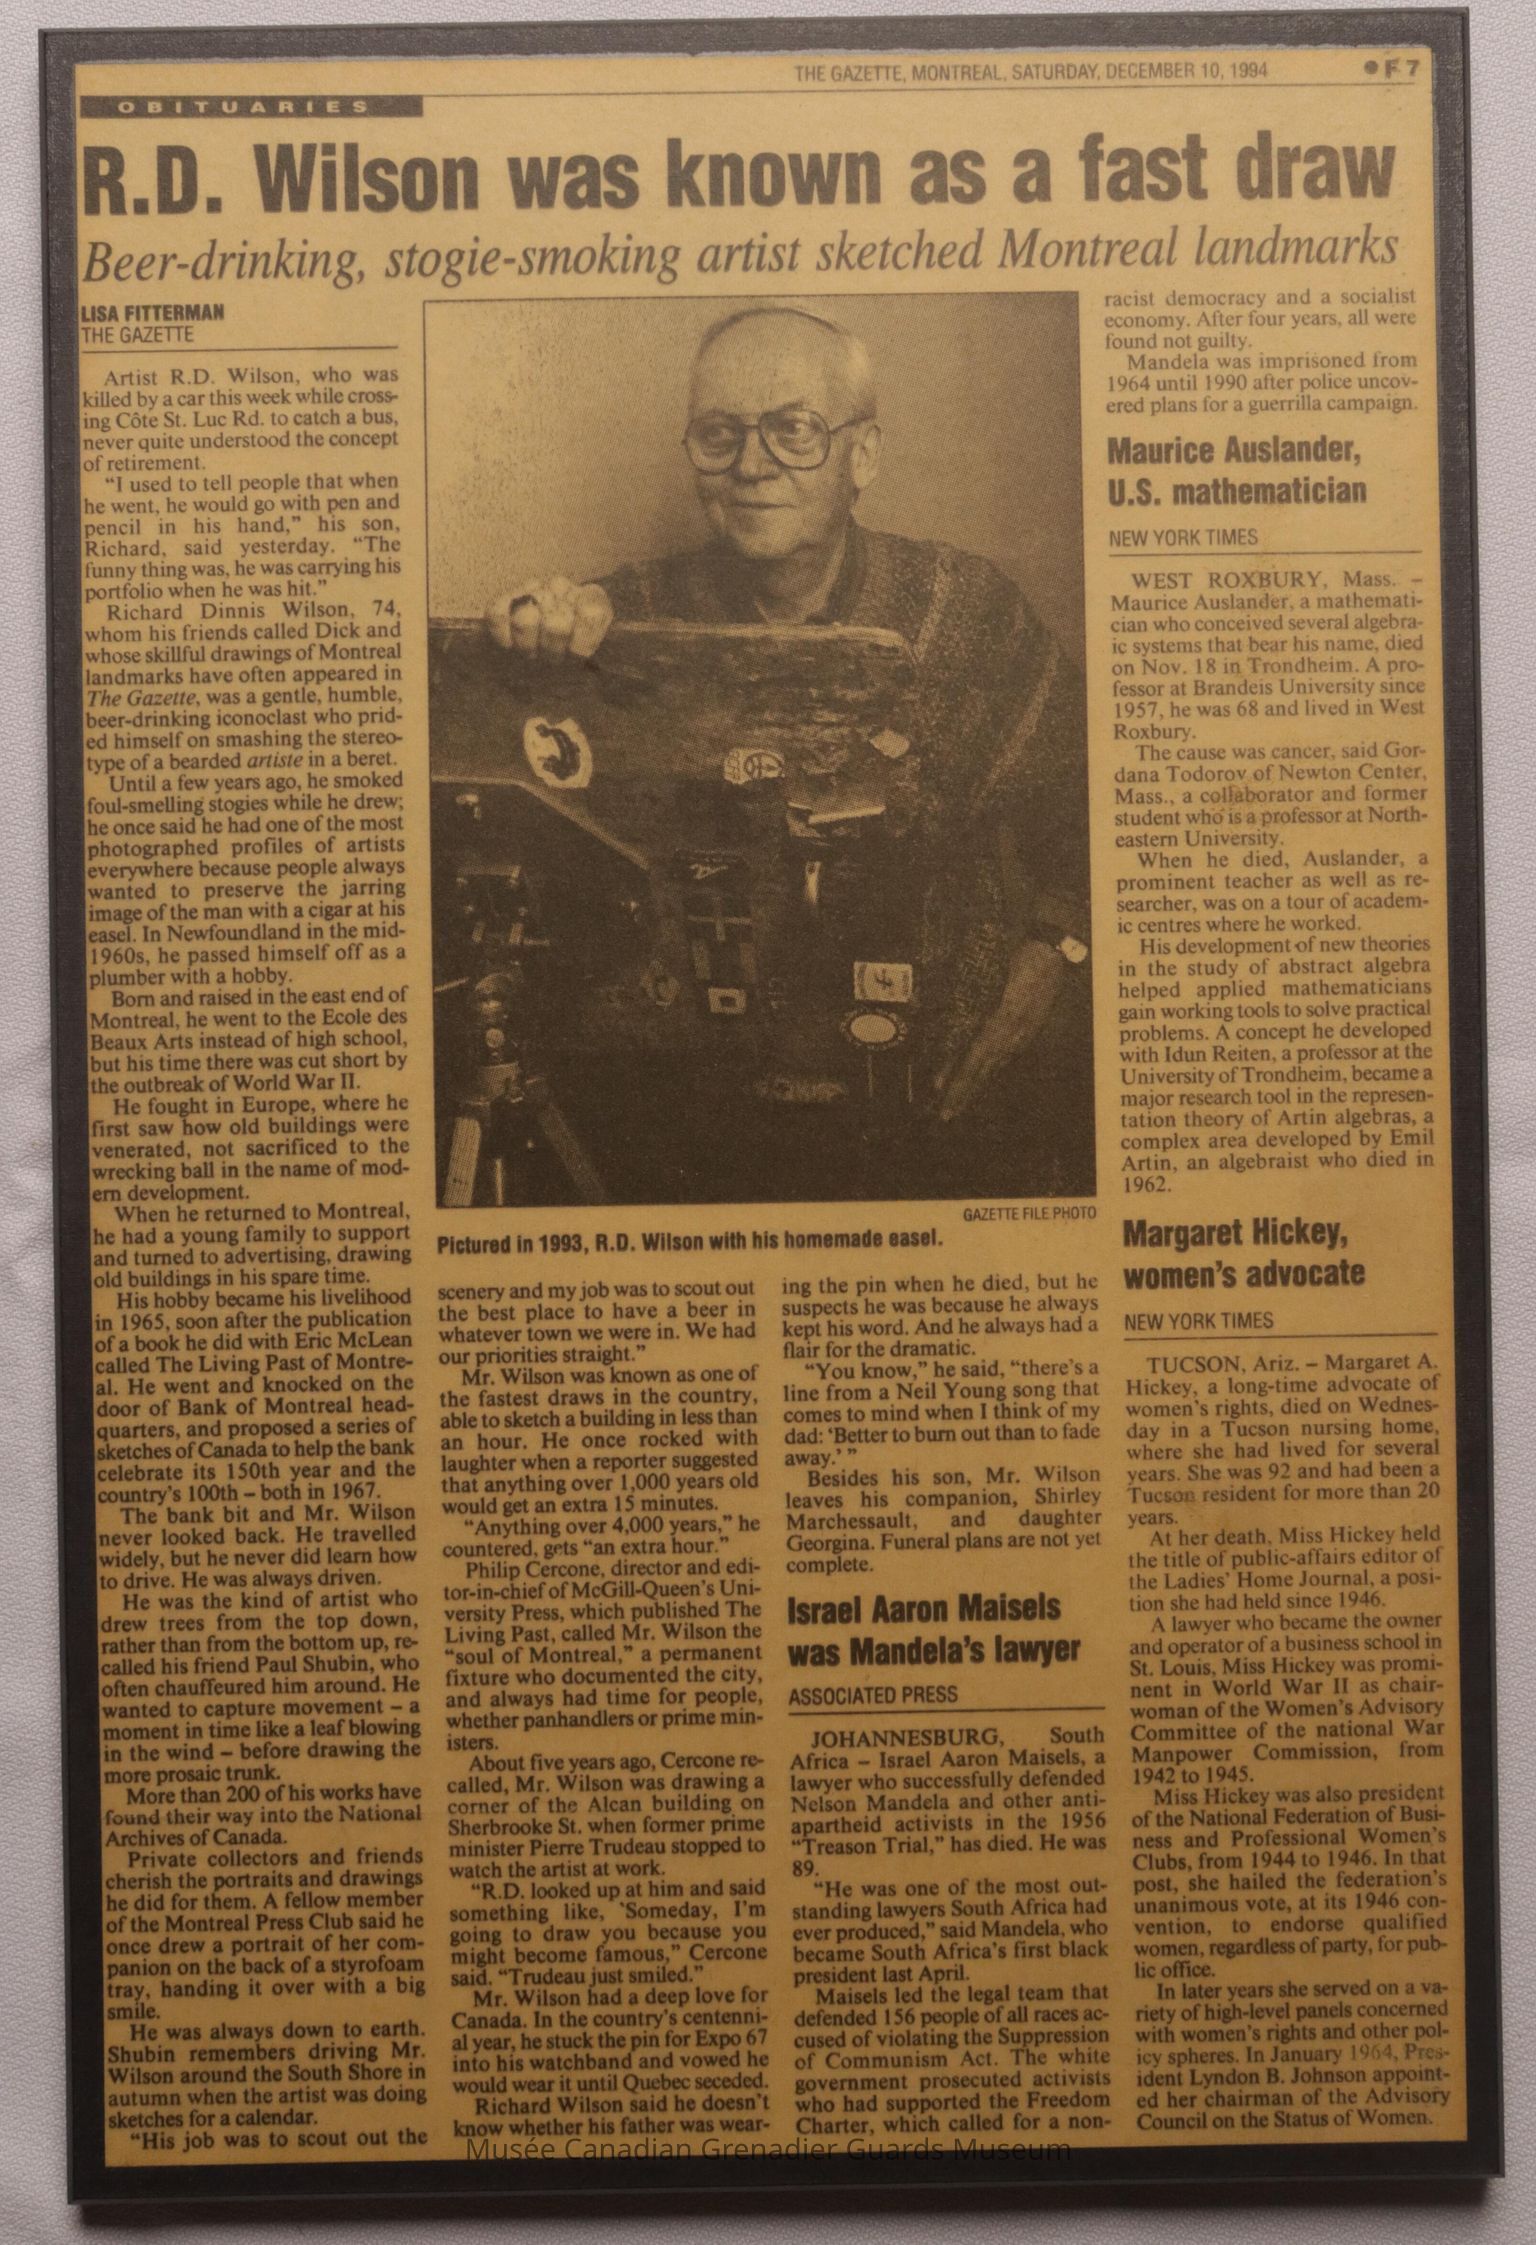 THE GAZETTE, MONTREAL, SATURDAY, DECEMBER 10, 1994
F 7
OBITUARIES
R.D. Wilson was known as a fast draw
Beer-drinking, stogie-smoking artist sketched Montreal landmarks
LISA FITTERMAN
THE GAZETTE
Artist R.D. Wilson, who was
killed by a car this week while cross-
ing Côte St. Luc Rd. to catch a bus,
never quite understood the concept
of retirement.
“I used to tell people that when
he went, he would go with pen and
pencil in his hand,” his son,
Richard, said yesterday. “The
funny thing was, he was carrying his
portfolio when he was hit.”
Richard Dinnis Wilson, 74,
whom his friends called Dick and
whose skillful drawings of Montreal
landmarks have often appeared in
The Gazette, was a gentle, humble,
beer-drinking iconoclast who prid-
ed himself on smashing the stereo-
type of a bearded artiste in a beret.
Until a few years ago, he smoked
foul-smelling stogies while he drew;
he once said he had one of the most
photographed profiles of artists
everywhere because people always
wanted to preserve the jarring
image of the man with a cigar at his
easel. In Newfoundland in the mid-
1960s, he passed himself off as a
plumber with a hobby.
Born and raised in the east end of
Montreal, he went to the Ecole des
Beaux Arts instead of high school,
but his time there was cut short by
the outbreak of World War II.
He fought in Europe, where he
first saw how old buildings were
venerated, not sacrificed to the
wrecking ball in the name of mod-
ern development.
When he returned to Montreal,
he had a young family to support
and turned to advertising, drawing
old buildings in his spare time.
His hobby became his livelihood
in 1965, soon after the publication
of a book he did with Eric McLean
called The Living Past of Montre-
al. He went and knocked on the
door of Bank of Montreal head-
quarters, and proposed a series of
sketches of Canada to help the bank
celebrate its 150th year and the
country's 100th – both in 1967.
The bank bit and Mr. Wilson
never looked back. He travelled
widely, but he never did learn how
to drive. He was always driven.
He was the kind of artist who
drew trees from the top down,
rather than from the bottom up, re-
called his friend Paul Shubin, who
often chauffeured him around. He
wanted to capture movement – a
moment in time like a leaf blowing
in the wind – before drawing the
more prosaic trunk.
More than 200 of his works have
found their way into the National
Archives of Canada.
Private collectors and friends
cherish the portraits and drawings
he did for them. A fellow member
of the Montreal Press Club said he
once drew a portrait of her com-
panion on the back of a styrofoam
tray, handing it over with a big
smile.
He was always down to earth.
Shubin remembers driving Mr.
Wilson around the South Shore in
autumn when the artist was doing
sketches for a calendar.
“His job was to scout out the
GAZETTE FILE PHOTO
Pictured in 1993, R.D. Wilson with his homemade easel.
scenery and my job was to scout out
the best place to have a beer in
whatever town we were in. We had
our priorities straight.”
Mr. Wilson was known as one of
the fastest draws in the country,
able to sketch a building in less than
an hour. He once rocked with
laughter when a reporter suggested
that anything over 1,000 years old
would get an extra 15 minutes.
“Anything over 4,000 years,” he
countered, gets “an extra hour.”
Philip Cercone, director and edi-
tor-in-chief of McGill-Queen's Uni-
versity Press, which published The
Living Past, called Mr. Wilson the
“soul of Montreal,” a permanent
fixture who documented the city,
and always had time for people,
whether panhandlers or prime min-
isters.
About five years ago, Cercone re-
called, Mr. Wilson was drawing a
corner of the Alcan building on
Sherbrooke St. when former prime
minister Pierre Trudeau stopped to
watch the artist at work.
“R.D. looked up at him and said
something like, ‘Someday, I'm
going to draw you because you
might become famous,” Cercone
said. “Trudeau just smiled.”
Mr. Wilson had a deep love for
Canada. In the country's centenni-
al year, he stuck the pin for Expo 67
into his watchband and vowed he
would wear it until Quebec seceded.
Richard Wilson said he doesn't
know whether his father was wear-
ing the pin when he died, but he
suspects he was because he always
kept his word. And he always had a
flair for the dramatic.
“You know,” he said, “there's a
line from a Neil Young song that
comes to mind when I think of my
dad: ‘Better to burn out than to fade
away.’ ”
Besides his son, Mr. Wilson
leaves his companion, Shirley
Marchessault, and daughter
Georgina. Funeral plans are not yet
complete.
Israel Aaron Maisels
was Mandela's lawyer
ASSOCIATED PRESS
JOHANNESBURG, South
Africa – Israel Aaron Maisels, a
lawyer who successfully defended
Nelson Mandela and other anti-
apartheid activists in the 1956
“Treason Trial,” has died. He was
89.
“He was one of the most out-
standing lawyers South Africa had
ever produced,” said Mandela, who
became South Africa's first black
president last April.
Maisels led the legal team that
defended 156 people of all races ac-
cused of violating the Suppression
of Communism Act. The white
government prosecuted activists
who had supported the Freedom
Charter, which called for a non-
racist democracy and a socialist
economy. After four years, all were
found not guilty.
Mandela was imprisoned from
1964 until 1990 after police uncov-
ered plans for a guerrilla campaign.
Maurice Auslander,
U.S. mathematician
NEW YORK TIMES
WEST ROXBURY, Mass. –
Maurice Auslander, a mathemati-
cian who conceived several algebra-
ic systems that bear his name, died
on Nov. 18 in Trondheim. A pro-
fessor at Brandeis University since
1957, he was 68 and lived in West
Roxbury.
The cause was cancer, said Gor-
dana Todorov of Newton Center,
Mass., a collaborator and former
student who is a professor at North-
eastern University.
When he died, Auslander, a
prominent teacher as well as re-
searcher, was on a tour of academ-
ic centres where he worked.
His development of new theories
in the study of abstract algebra
helped applied mathematicians
gain working tools to solve practical
problems. A concept he developed
with Idun Reiten, a professor at the
University of Trondheim, became a
major research tool in the represen-
tation theory of Artin algebras, a
complex area developed by Emil
Artin, an algebraist who died in
1962.
Margaret Hickey,
women's advocate
NEW YORK TIMES
TUCSON, Ariz. – Margaret A.
Hickey, a long-time advocate of
women's rights, died on Wednes-
day in a Tucson nursing home,
where she had lived for several
years. She was 92 and had been a
Tucson resident for more than 20
years.
At her death, Miss Hickey held
the title of public-affairs editor of
the Ladies' Home Journal, a posi-
tion she had held since 1946.
A lawyer who became the owner
and operator of a business school in
St. Louis, Miss Hickey was promi-
nent in World War II as chair-
woman of the Women's Advisory
Committee of the national War
Manpower Commission, from
1942 to 1945.
Miss Hickey was also president
of the National Federation of Busi-
ness and Professional Women's
Clubs, from 1944 to 1946. In that
post, she hailed the federation's
unanimous vote, at its 1946 con-
vention, to endorse qualified
women, regardless of party, for pub-
lic office.
In later years she served on a va-
riety of high-level panels concerned
with women's rights and other pol-
icy spheres. In January 1964, Pres-
ident Lyndon B. Johnson appoint-
ed her chairman of the Advisory
Council on the Status of Women.
Musée Canadian Grenadier Guards Museum